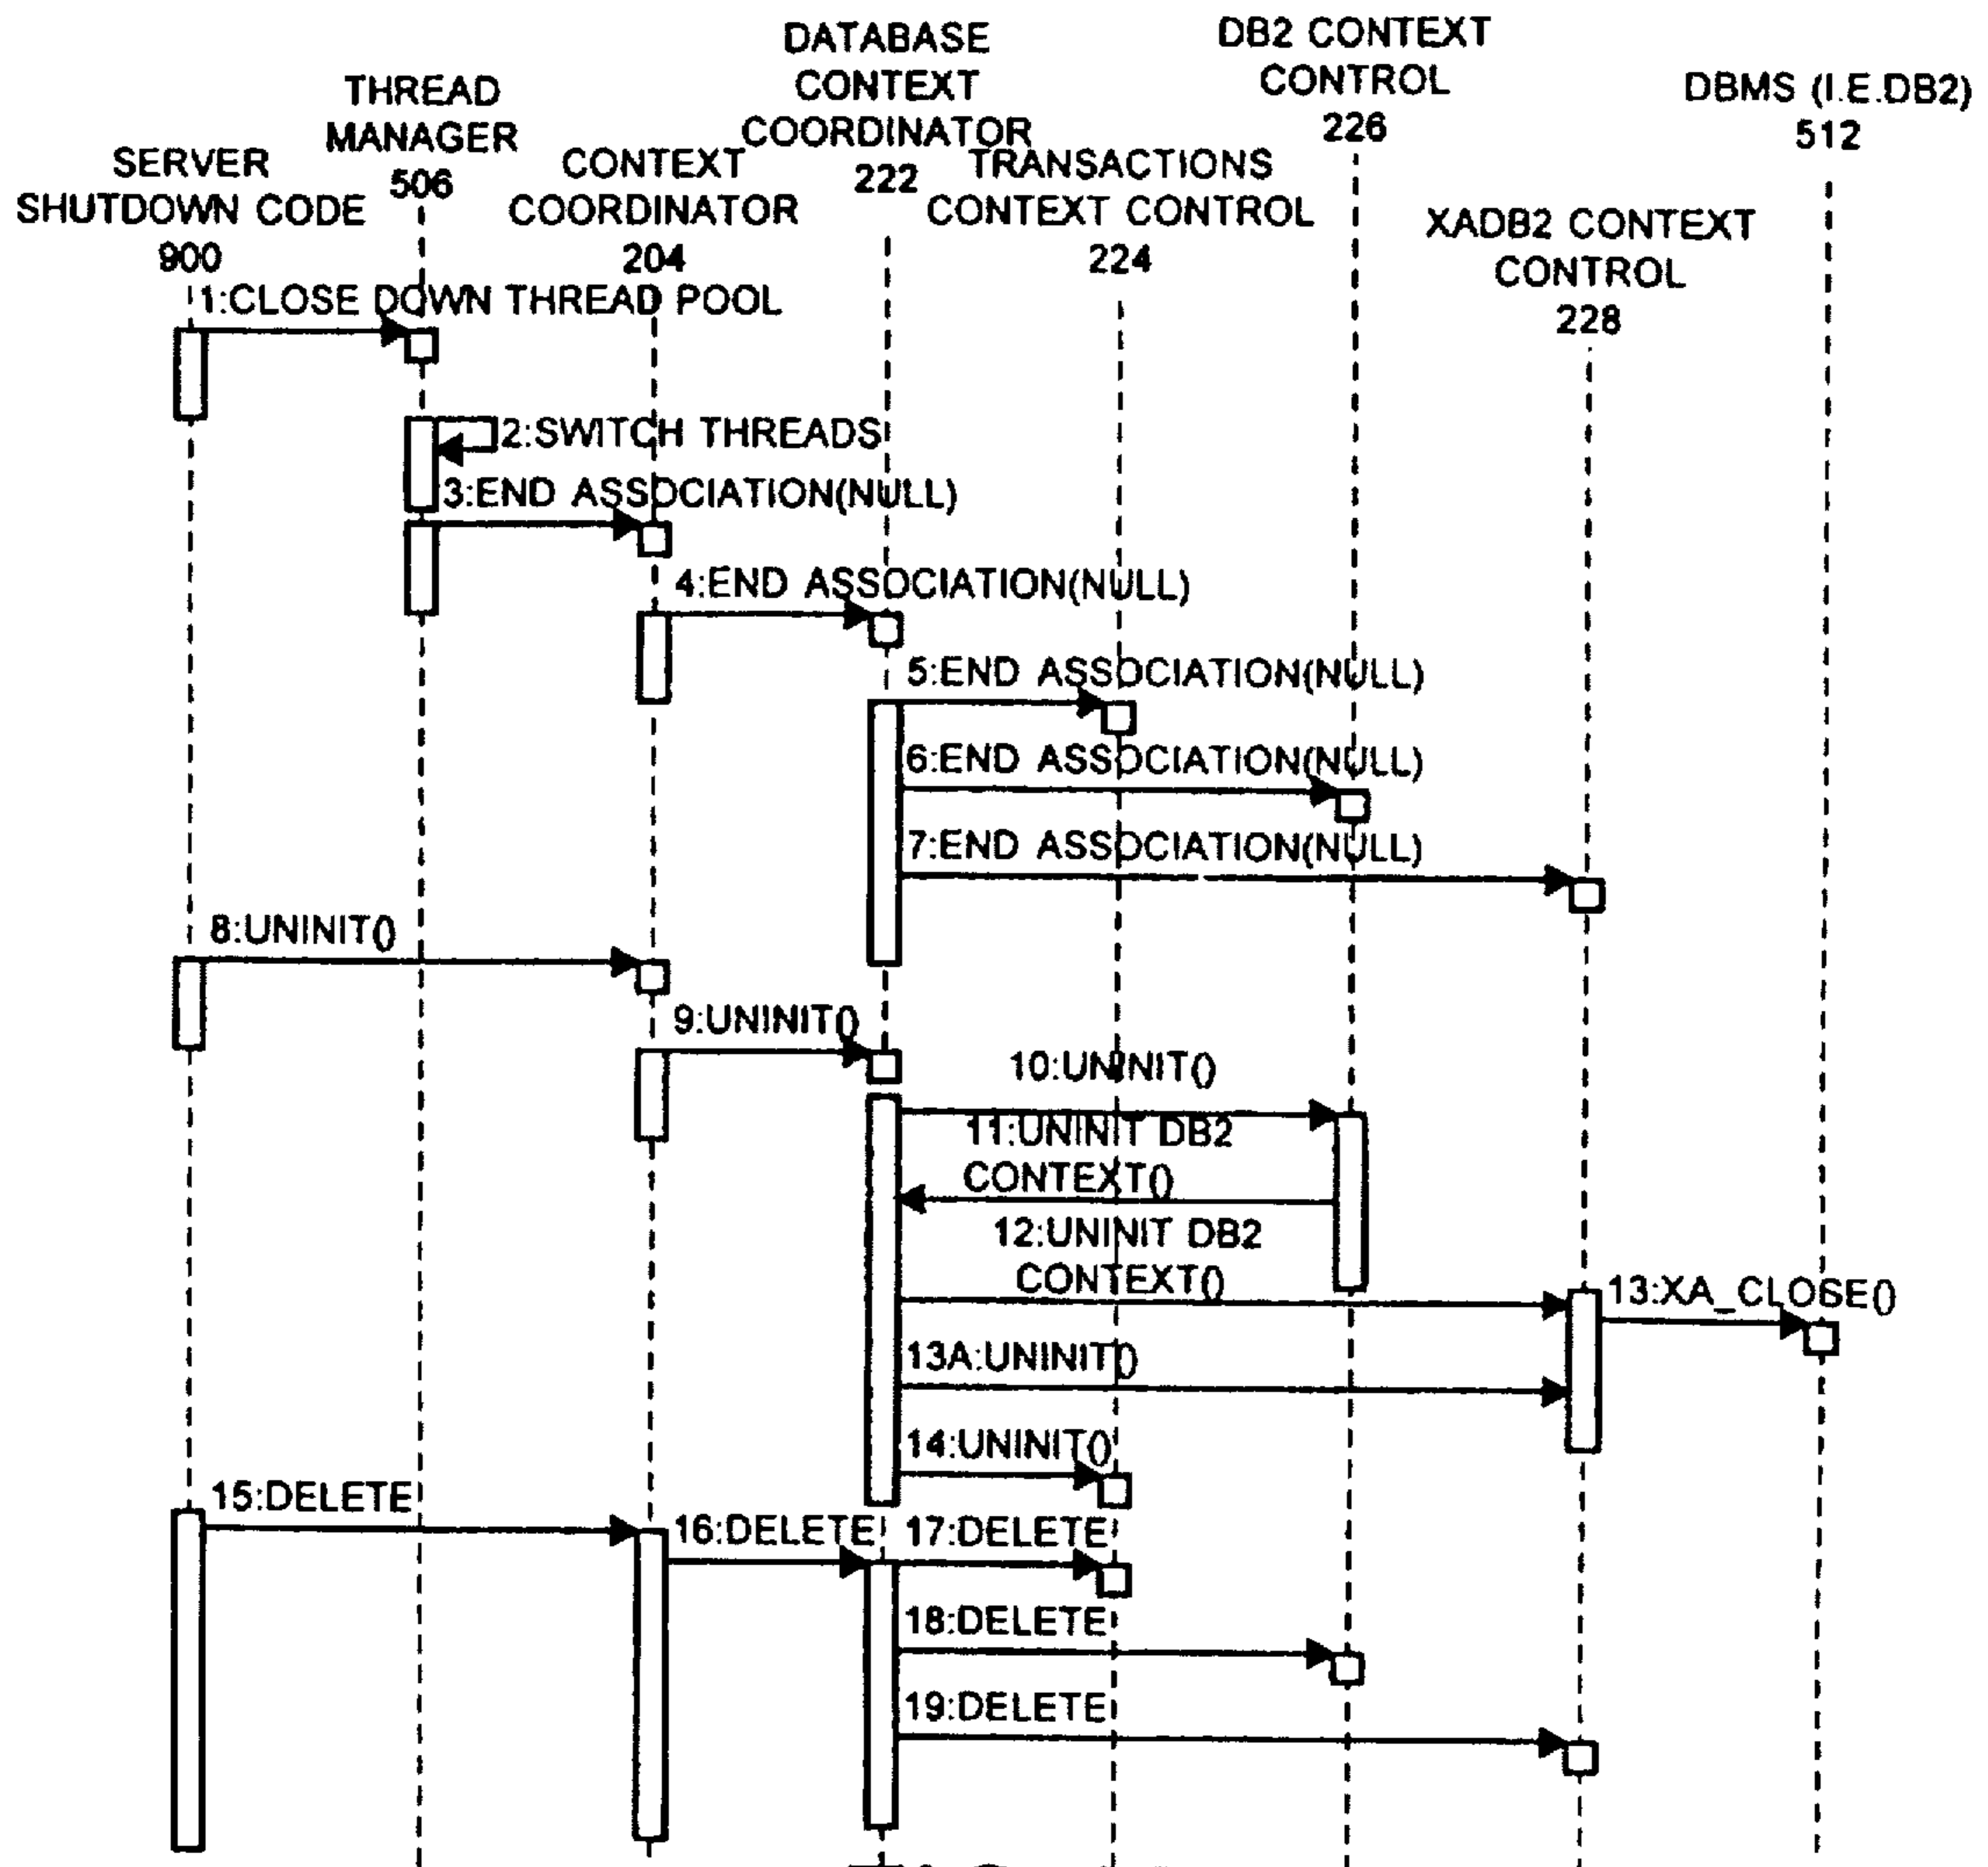 SERVER
SHUTDOWN CODE
900
THREAD
MANAGER
506
CONTEXT
COORDINATOR
204
DATABASE
CONTEXT
COORDINATOR
222
TRANSACTIONS
CONTEXT CONTROL
224
DB2 CONTEXT
CONTROL
226
XADB2 CONTEXT
CONTROL
228
DBMS (I.E.DB2)
512
1:CLOSE DOWN THREAD POOL
2:SWITCH THREADS
3:END ASSOCIATION(NULL)
4:END ASSOCIATION(NULL)
5:END ASSOCIATION(NULL)
6:END ASSOCIATION(NULL)
7:END ASSOCIATION(NULL)
8:UNINIT()
9:UNINIT()
10:UNINIT()
11:UNINIT DB2
CONTEXT()
12:UNINIT DB2
CONTEXT()
13:XA_CLOSE()
13A:UNINIT()
14:UNINIT()
15:DELETE
16:DELETE
17:DELETE
18:DELETE
19:DELETE